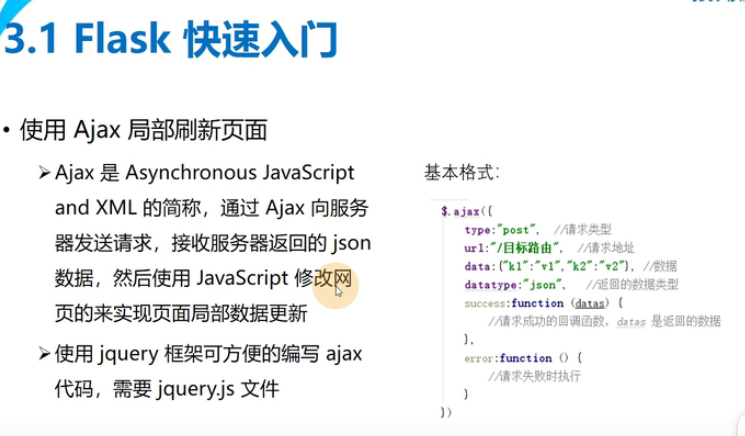 3.1 Flask 快速入门
• 使用 Ajax 局部刷新页面
➢Ajax 是 Asynchronous JavaScript
and XML 的简称，通过 Ajax 向服务
器发送请求，接收服务器返回的 json
数据，然后使用 JavaScript 修改网
页的来实现页面局部数据更新
➢使用 jquery 框架可方便的编写 ajax
代码，需要 jquery.js 文件
基本格式：
$.ajax({
type:"post", //请求类型
url:"/目标路由", //请求地址
data:{"k1":"v1","k2":"v2"}, //数据
datatype:"json", //返回的数据类型
success:function (datas) {
//请求成功的回调函数，datas 是返回的数据
},
error:function () {
//请求失败时执行
}
})